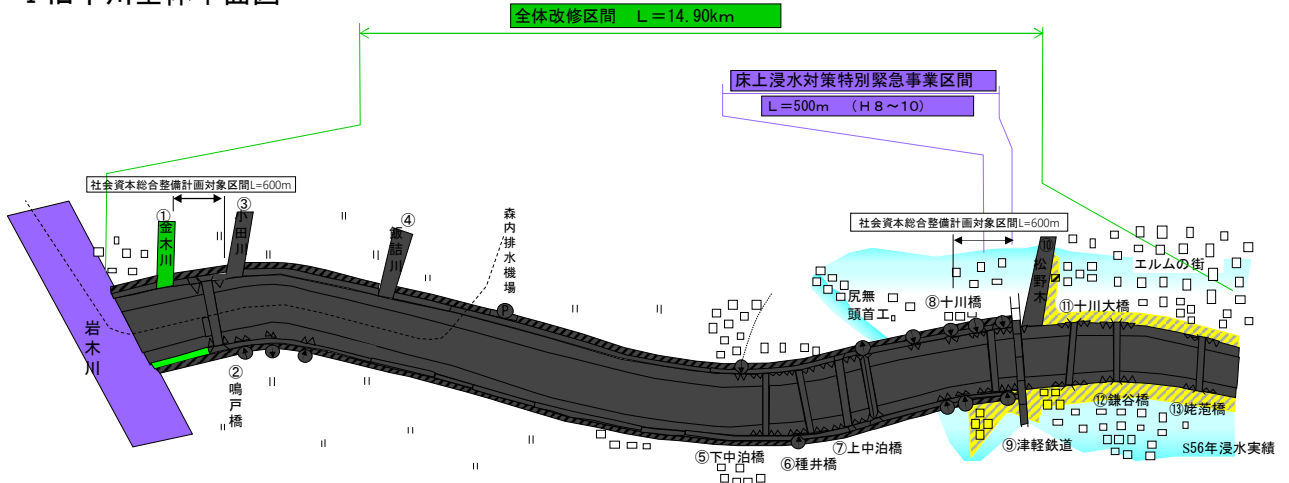 全体改修区間 L=14.90km
床上浸水対策特別緊急事業区間
L=500m (H8~10)
社会資本総合整備計画対象区間L=600m
①金木川
③小田川
④飯詰川
森内排水機場
P
社会資本総合整備計画対象区間L=600m
⑩松野木
エルムの街
尻無
頭首工
⑧十川橋
⑪十川大橋
岩木川
②鳴戸橋
⑤下中泊橋
⑥種井橋
⑦上中泊橋
⑨津軽鉄道
⑫鎌谷橋
⑬姥萢橋
S56年浸水実績